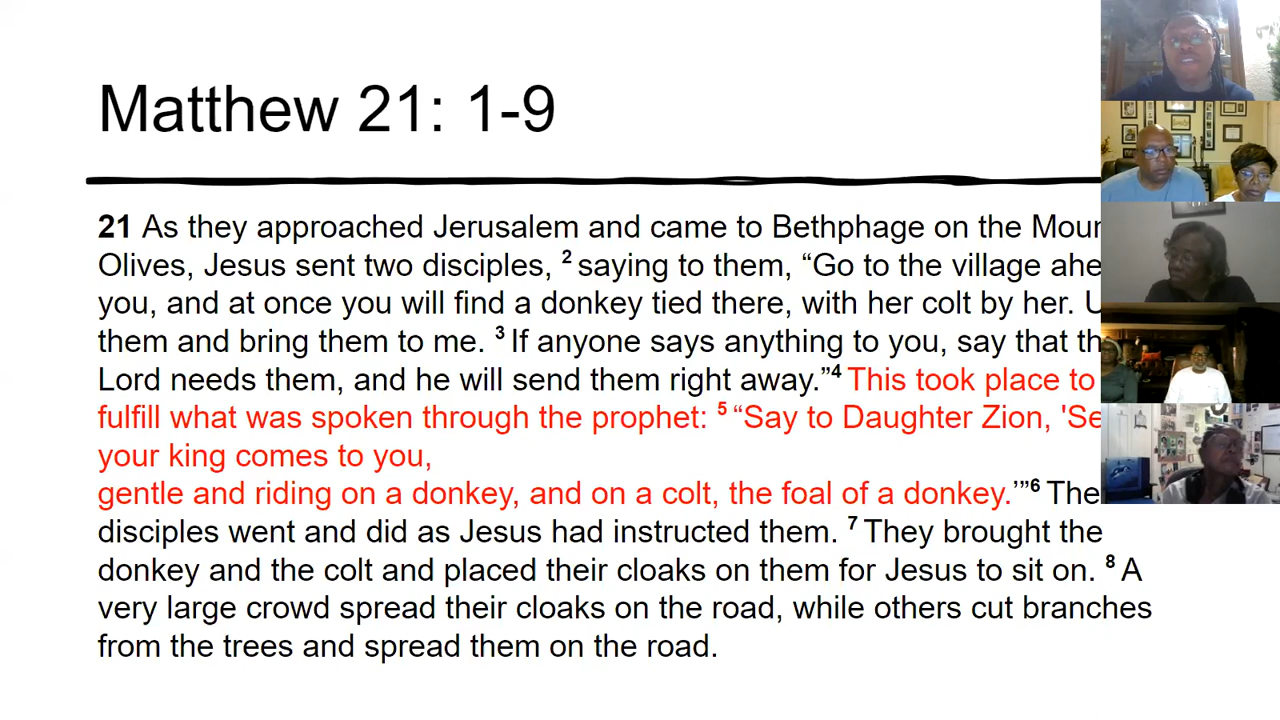 Matthew 21: 1-9
21 As they approached Jerusalem and came to Bethphage on the
Olives, Jesus sent two disciples, 2 saying to them, “Go to the village
you, and at once you will find a donkey tied there, with her colt by her.
them and bring them to me. 3 If anyone says anything to you, say that
Lord needs them, and he will send them right away.”4 This took place to
fulfill what was spoken through the prophet: 5 “Say to Daughter Zion,
your king comes to you,
gentle and riding on a donkey, and on a colt, the foal of a donkey.’”6
disciples went and did as Jesus had instructed them. 7 They brought the
donkey and the colt and placed their cloaks on them for Jesus to sit on. 8 A
very large crowd spread their cloaks on the road, while others cut branches
from the trees and spread them on the road.